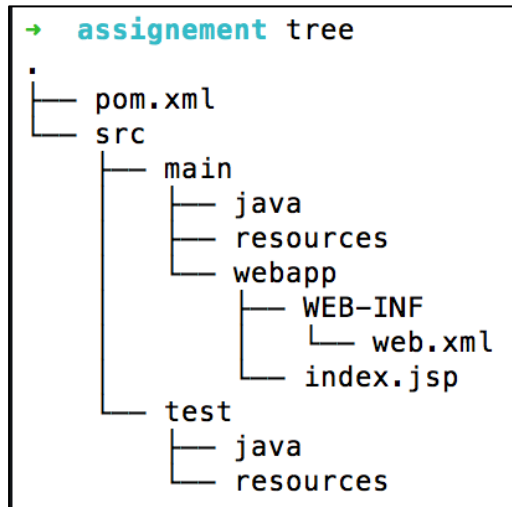 → assignement tree
.
├── pom.xml
└── src
    ├── main
    │   ├── java
    │   ├── resources
    │   └── webapp
    │       ├── WEB-INF
    │       │   └── web.xml
    │       └── index.jsp
    └── test
        ├── java
        └── resources